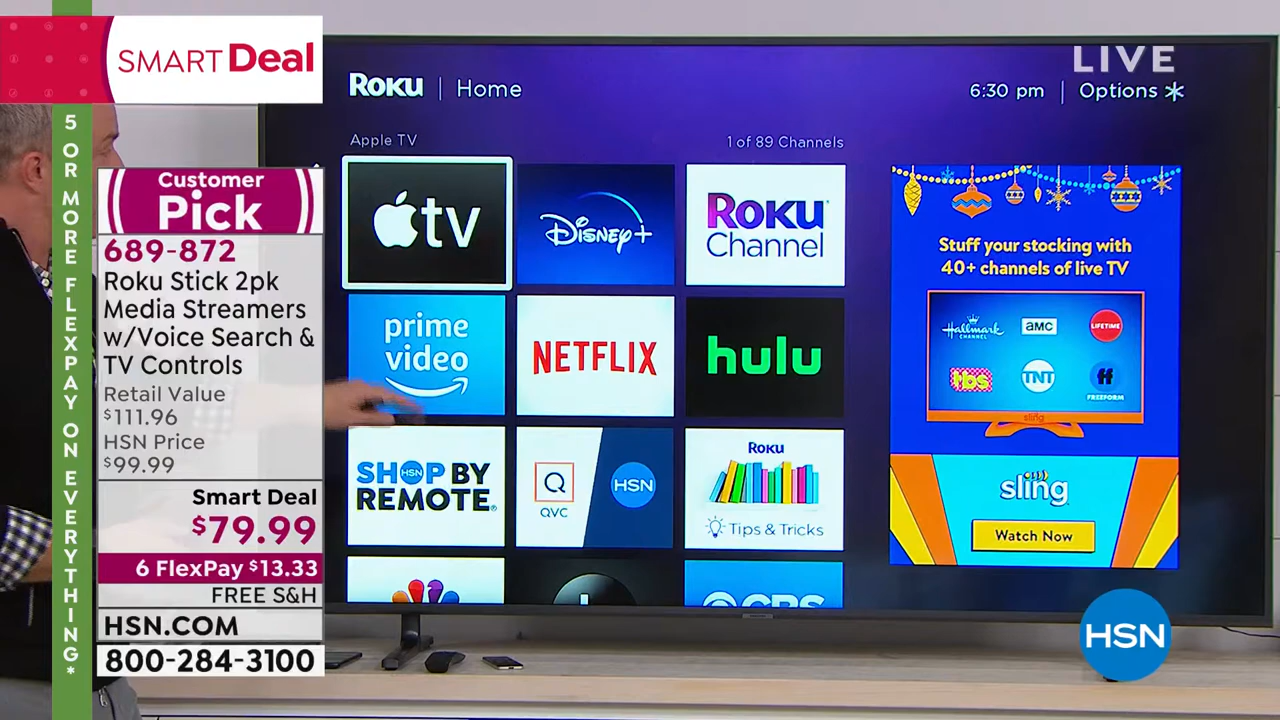 SMART Deal
5 OR MORE FLEXPAY ON EVERYTHING*
Customer
Pick
689-872
Roku Stick 2pk
Media Streamers
w/Voice Search &
TV Controls
Retail Value
$111.96
HSN Price
$99.99
Smart Deal
$79.99
6 FlexPay $13.33
FREE S&H
HSN.COM
800-284-3100
LIVE
ROKU | Home
6:30 pm | Options
Apple TV
1 of 89 Channels
tv
Disney+
ROKU
Channel
prime
video
NETFLIX
hulu
SHOP BY
HSN
REMOTE
Q
QVC
HSN
ROKU
Tips & Tricks
CBS
Stuff your stocking with
40+ channels of live TV
Hallmark
CHANNEL
aMC
LIFETIME
tbs
TNT
ff
FREEFORM
sling
sling
Watch Now
HSN